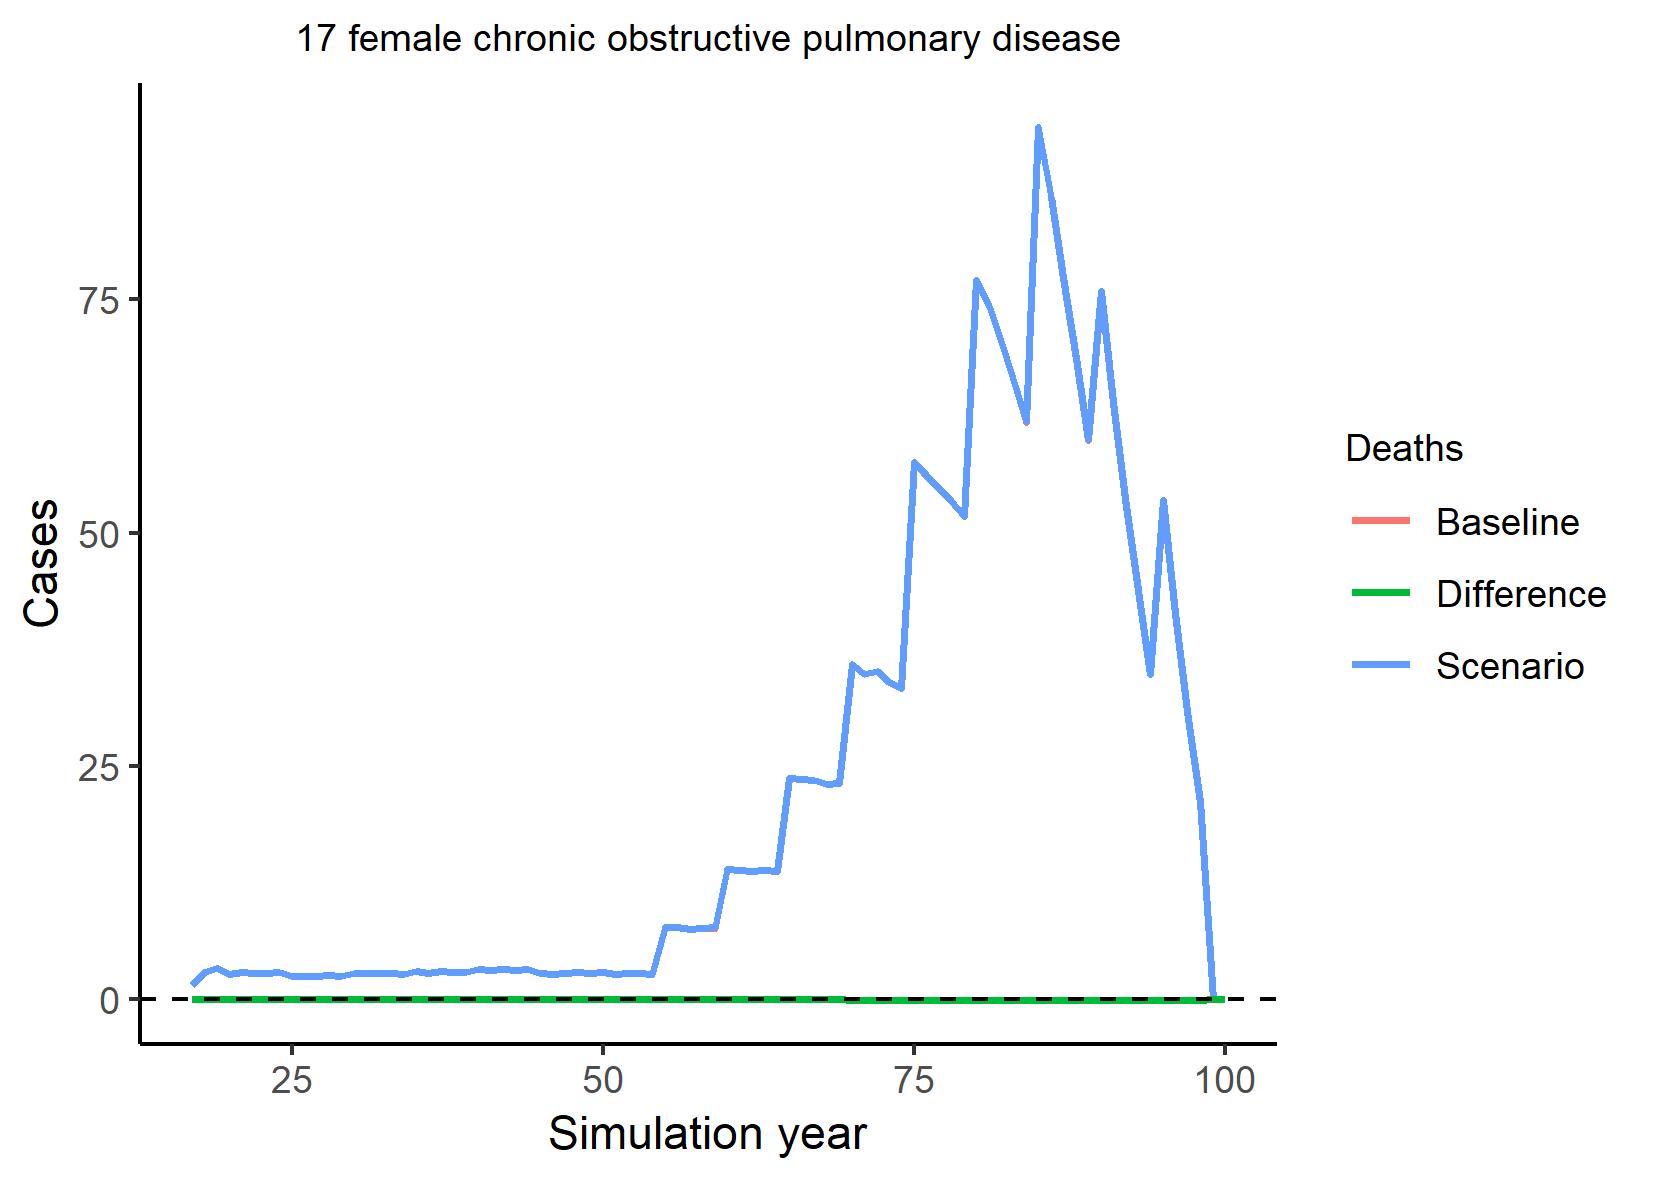 17 female chronic obstructive pulmonary disease
Cases
75
50
25
0
25 50 75 100
Simulation year
Deaths
Baseline
Difference
Scenario